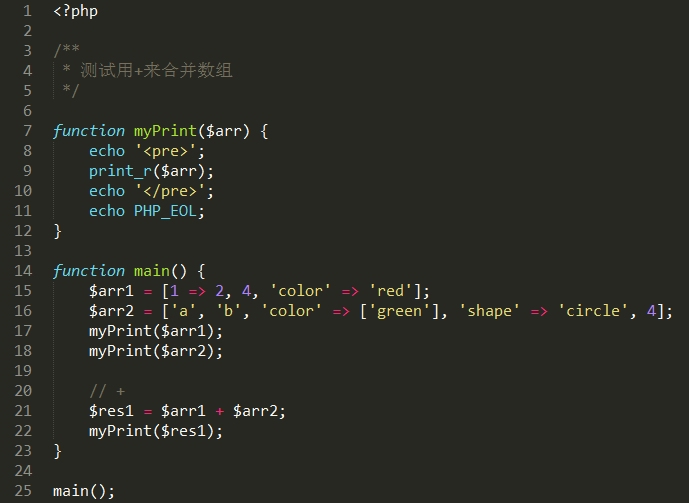 1 <?php
2
3 /**
4  * 测试用+来合并数组
5  */
6
7 function myPrint($arr) {
8     echo '<pre>';
9     print_r($arr);
10     echo '</pre>';
11     echo PHP_EOL;
12 }
13
14 function main() {
15     $arr1 = [1 => 2, 4, 'color' => 'red'];
16     $arr2 = ['a', 'b', 'color' => ['green'], 'shape' => 'circle', 4];
17     myPrint($arr1);
18     myPrint($arr2);
19
20     // +
21     $res1 = $arr1 + $arr2;
22     myPrint($res1);
23 }
24
25 main();